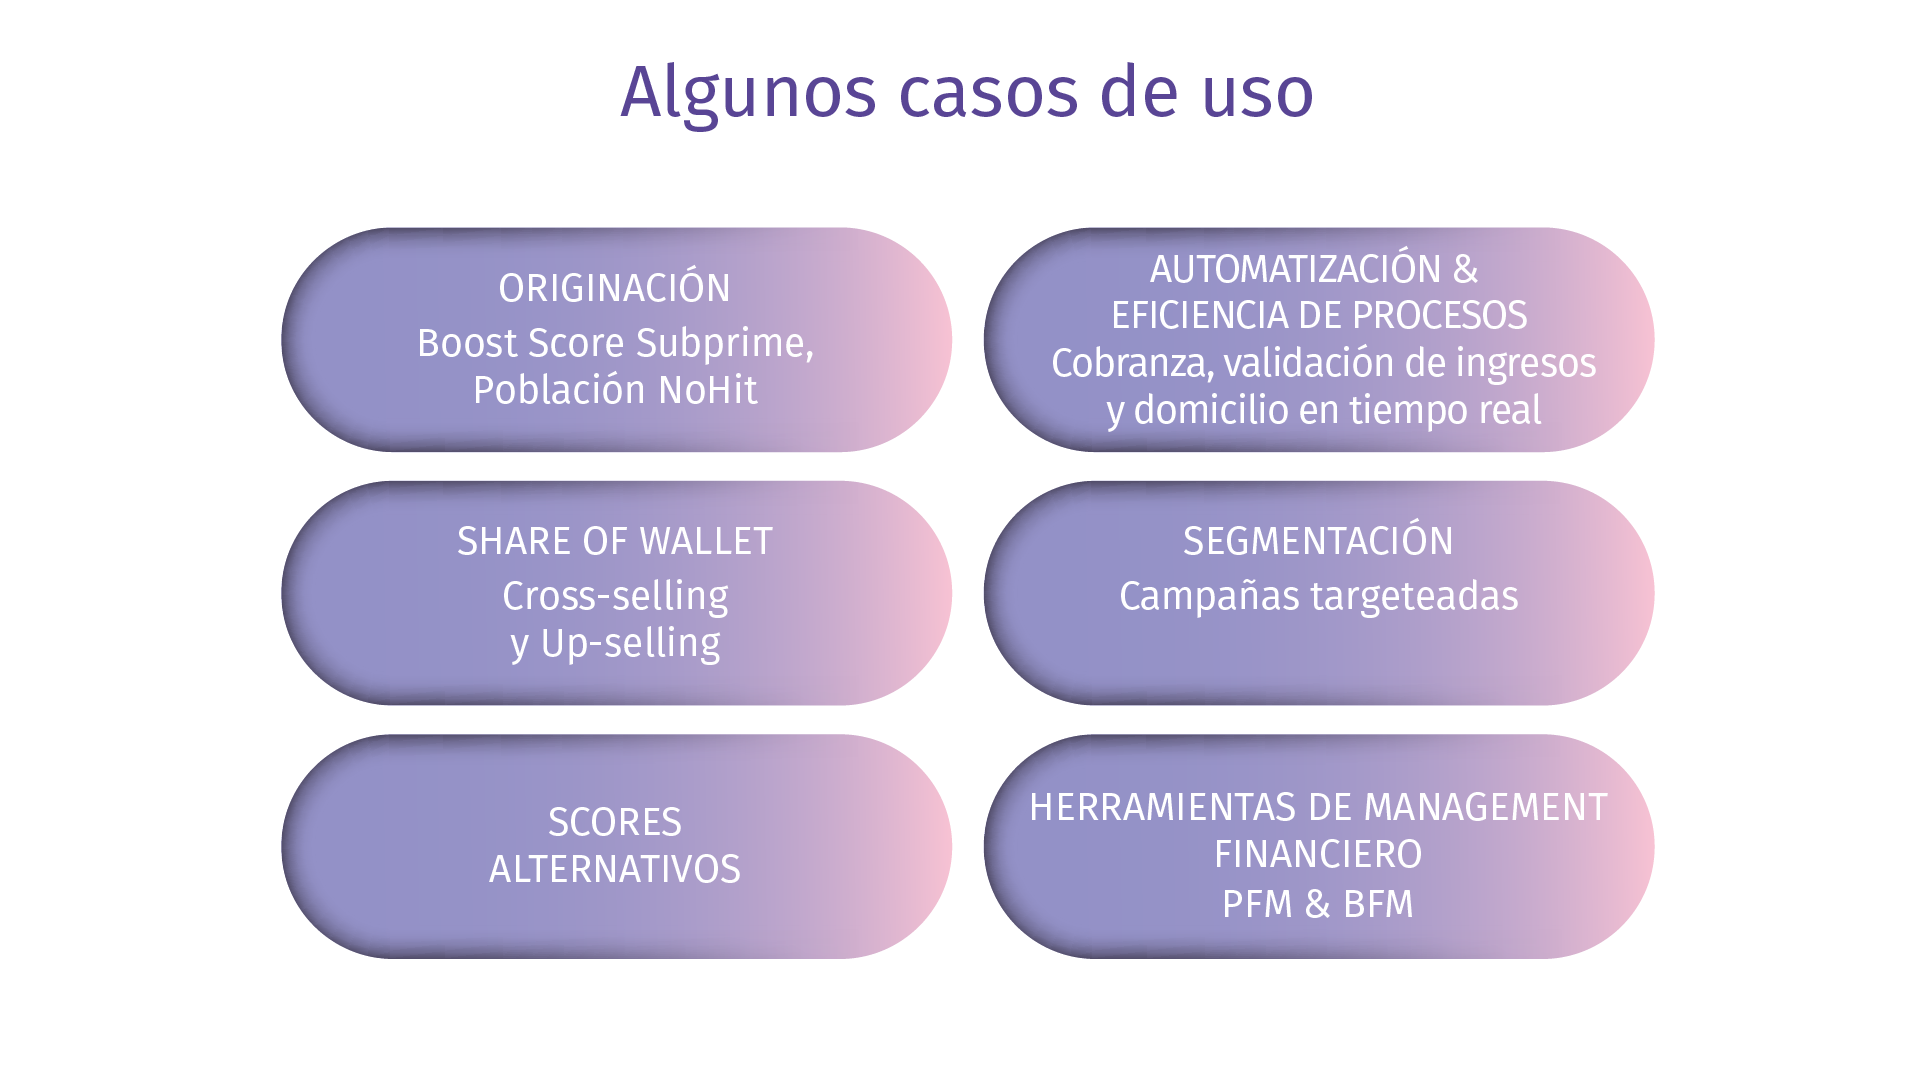 Algunos casos de uso
ORIGINACIÓN
Boost Score Subprime,
Población NoHit
AUTOMATIZACIÓN &
EFICIENCIA DE PROCESOS
Cobranza, validación de ingresos
y domicilio en tiempo real
SHARE OF WALLET
Cross-selling
y Up-selling
SEGMENTACIÓN
Campañas targeteadas
SCORES
ALTERNATIVOS
HERRAMIENTAS DE MANAGEMENT
FINANCIERO
PFM & BFM